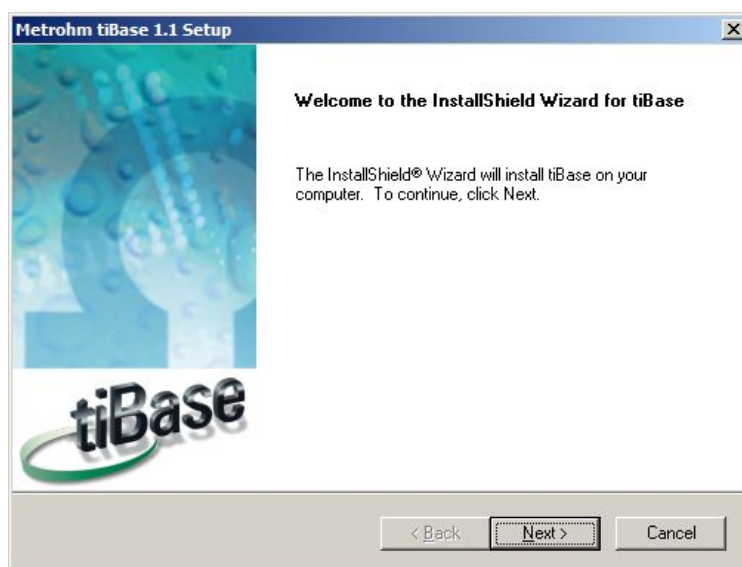 Metrohm tiBase 1.1 Setup
Welcome to the InstallShield Wizard for tiBase
The InstallShield® Wizard will install tiBase on your
computer. To continue, click Next.
tiBase
< Back
Next >
Cancel